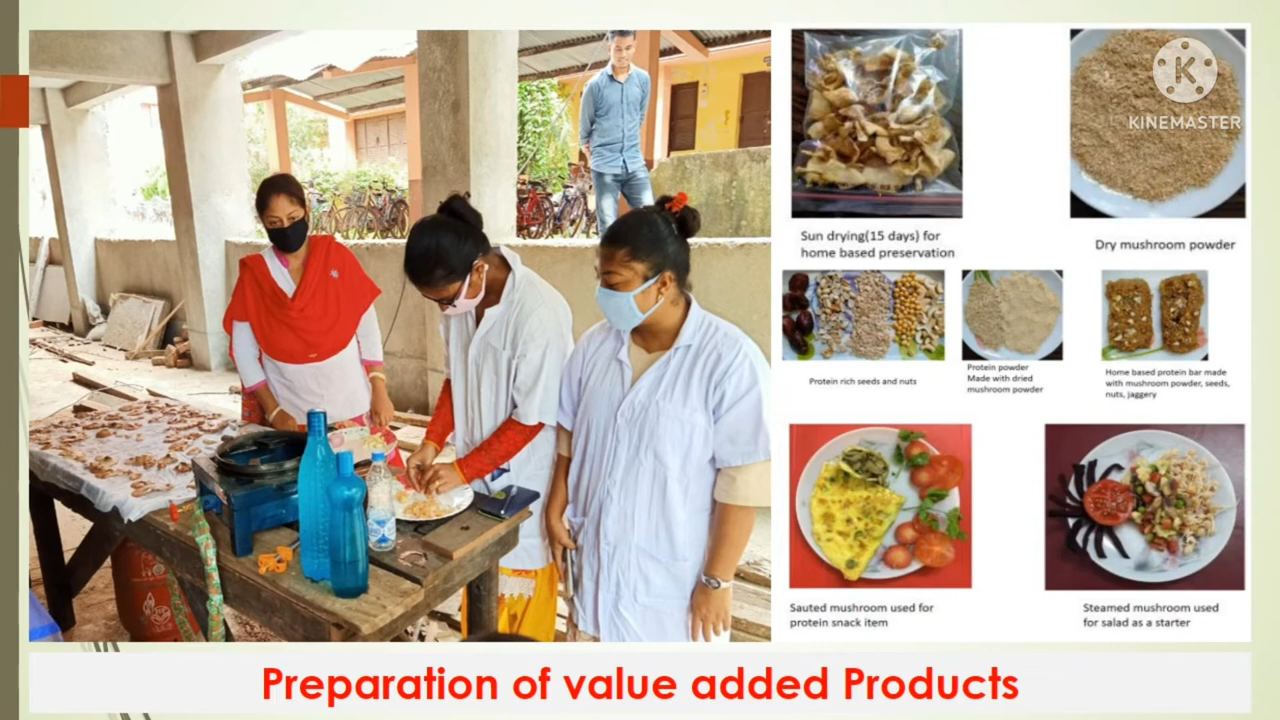 K
KINEMASTER
Sun drying(15 days) for
home based preservation
Dry mushroom powder
Protein rich seeds and nuts
Protein powder
Made with dried
mushroom powder
Home based protein bar made
with mushroom powder, seeds,
nuts, jaggery
Sauted mushroom used for
protein snack item
Steamed mushroom used
for salad as a starter
Preparation of value added Products